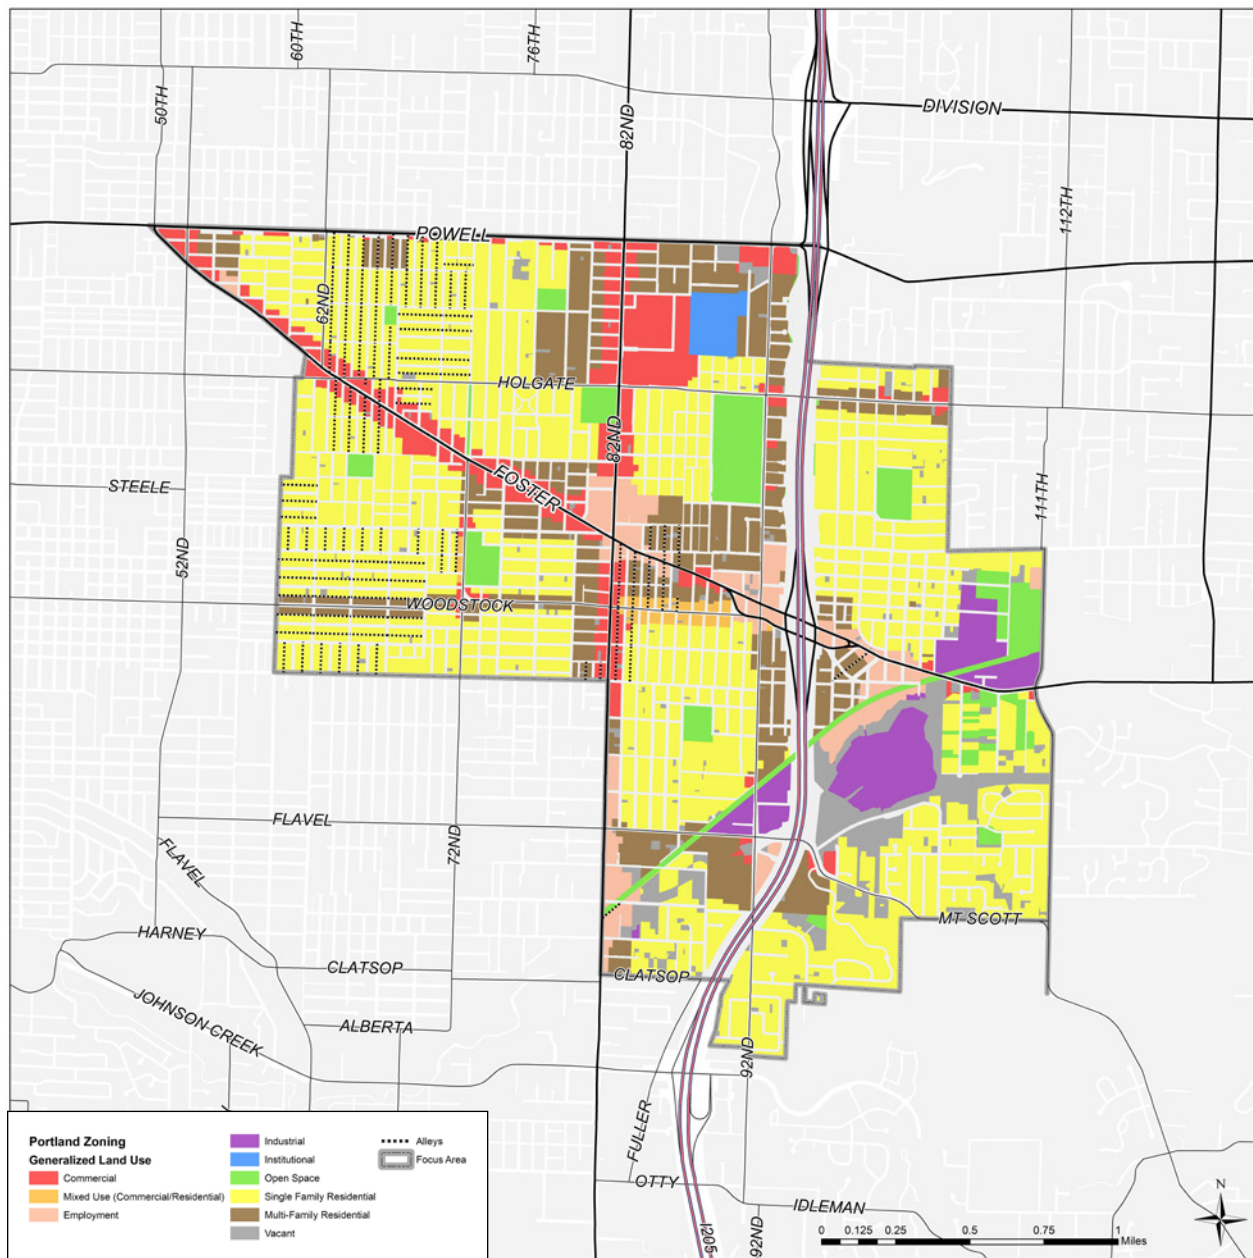 60TH
76TH
50TH
82ND
DIVISION
112TH
POWELL
62ND
HOLGATE
82ND
FOSTER
STEELE
111TH
52ND
WOODSTOCK
FLAVEL
72ND
FLAVEL
HARNEY
CLATSOP
MT SCOTT
CLATSOP
JOHNSON CREEK
ALBERTA
92ND
FULLER
OTTY
IDLEMAN
92ND
I205
Portland Zoning
Generalized Land Use
Commercial
Mixed Use (Commercial/Residential)
Employment
Industrial
Institutional
Open Space
Single Family Residential
Multi-Family Residential
Vacant
Alleys
Focus Area
N
0 0.125 0.25 0.5 0.75 1
Miles